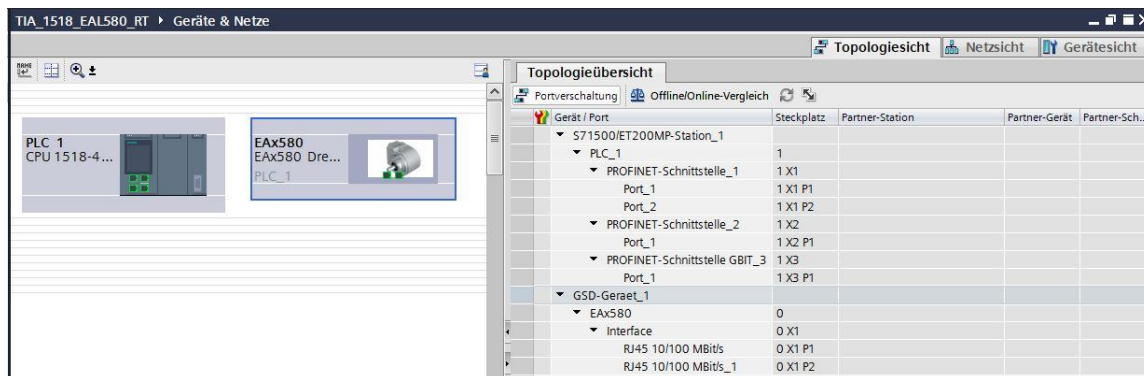 TIA_1518_EAL580_RT ▸ Geräte & Netze
Topologiesicht Netzsicht Gerätesicht
Topologieübersicht
Portverschaltung Offline/Online-Vergleich
Gerät / Port Steckplatz Partner-Station Partner-Gerät Partner-Sch...
PLC 1
CPU 1518-4...
EAx580
EAx580 Dre...
PLC_1
S71500/ET200MP-Station_1
PLC_1 1
PROFINET-Schnittstelle_1 1 X1
Port_1 1 X1 P1
Port_2 1 X1 P2
PROFINET-Schnittstelle_2 1 X2
Port_1 1 X2 P1
PROFINET-Schnittstelle GBIT_3 1 X3
Port_1 1 X3 P1
GSD-Geraet_1
EAx580 0
Interface 0 X1
RJ45 10/100 MBit/s 0 X1 P1
RJ45 10/100 MBit/s_1 0 X1 P2